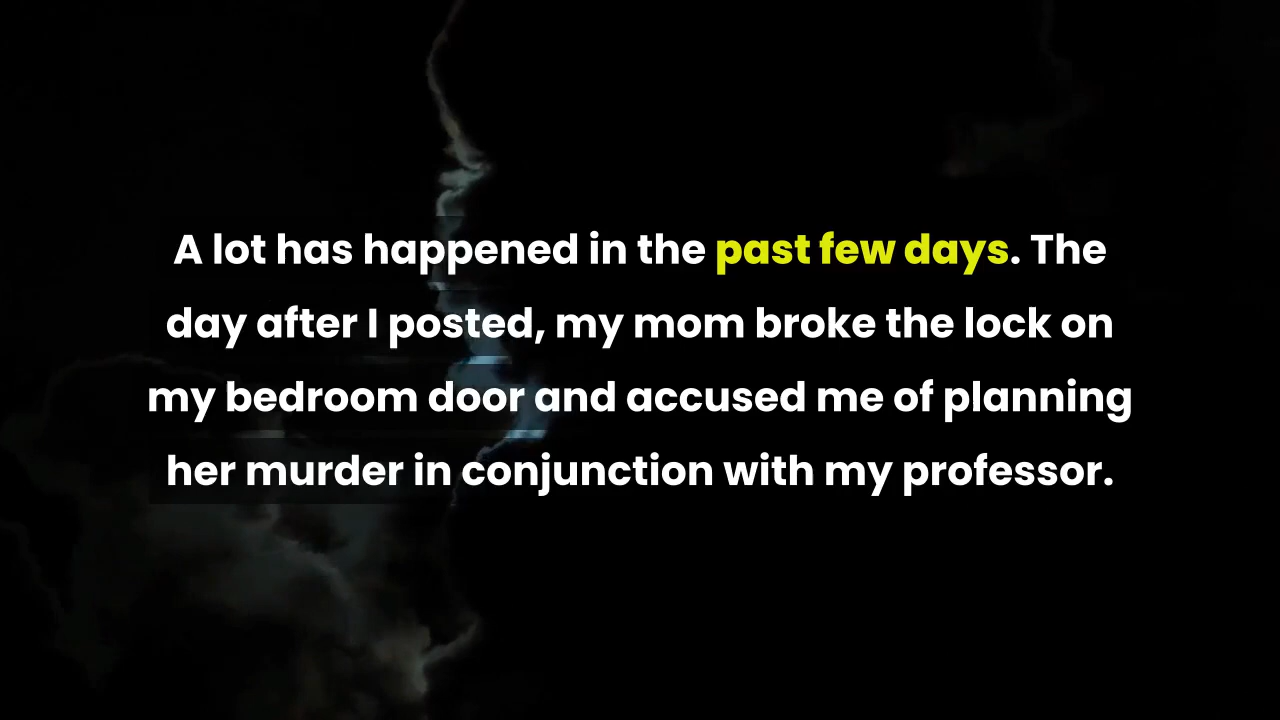 A lot has happened in the past few days. The
day after I posted, my mom broke the lock on
my bedroom door and accused me of planning
her murder in conjunction with my professor.